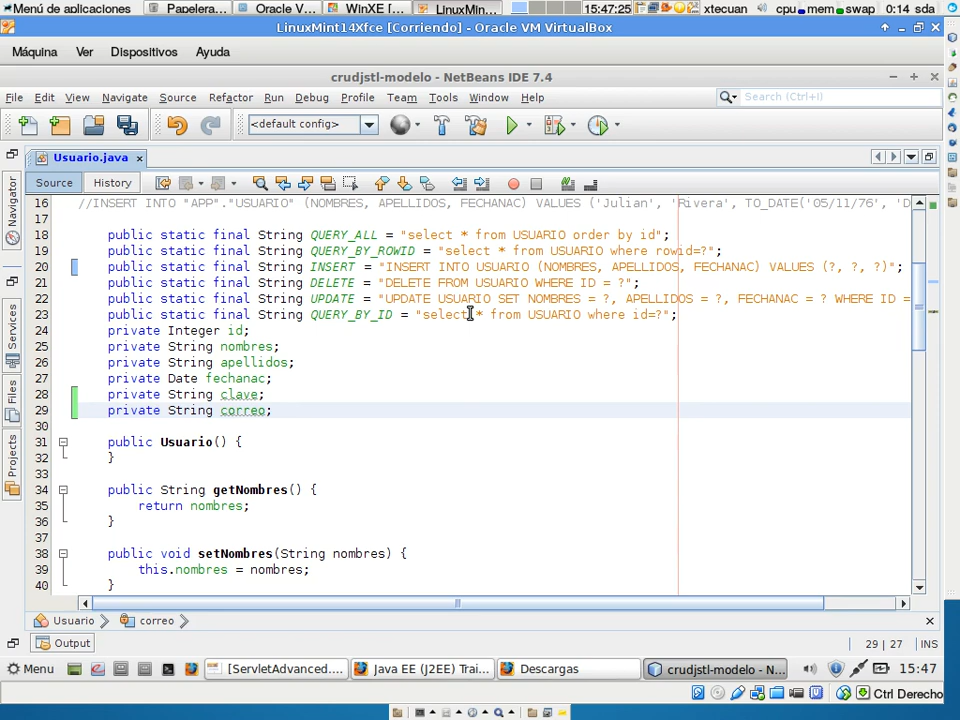 Menú de aplicaciones Papelera... Oracle V... WinXE [... LinuxMin... 15:47:25 xtecuan cpu mem swap 0:14 sda
LinuxMint14Xfce [Corriendo] - Oracle VM VirtualBox
Máquina Ver Dispositivos Ayuda
crudjstl-modelo - NetBeans IDE 7.4
File Edit View Navigate Source Refactor Run Debug Profile Team Tools Window Help Search (Ctrl+I)
<default config>
Usuario.java
Source History
Navigator
Services
Files
Projects
16 //INSERT INTO "APP"."USUARIO" (NOMBRES, APELLIDOS, FECHANAC) VALUES ('Julian', 'Rivera', TO_DATE('05/11/76', 'D
17
18 public static final String QUERY_ALL = "select * from USUARIO order by id";
19 public static final String QUERY_BY_ROWID = "select * from USUARIO where rowid=?";
20 public static final String INSERT = "INSERT INTO USUARIO (NOMBRES, APELLIDOS, FECHANAC) VALUES (?, ?, ?)";
21 public static final String DELETE = "DELETE FROM USUARIO WHERE ID = ?";
22 public static final String UPDATE = "UPDATE USUARIO SET NOMBRES = ?, APELLIDOS = ?, FECHANAC = ? WHERE ID =
23 public static final String QUERY_BY_ID = "select * from USUARIO where id=?";
24 private Integer id;
25 private String nombres;
26 private String apellidos;
27 private Date fechanac;
28 private String clave;
29 private String correo;
30
31 public Usuario() {
32 }
33
34 public String getNombres() {
35 return nombres;
36 }
37
38 public void setNombres(String nombres) {
39 this.nombres = nombres;
40 }
Usuario correo
Output 29 | 27 INS
Menu [ServletAdvanced.... Java EE (J2EE) Trai... Descargas crudjstl-modelo - N... 15:47
Ctrl Derecho